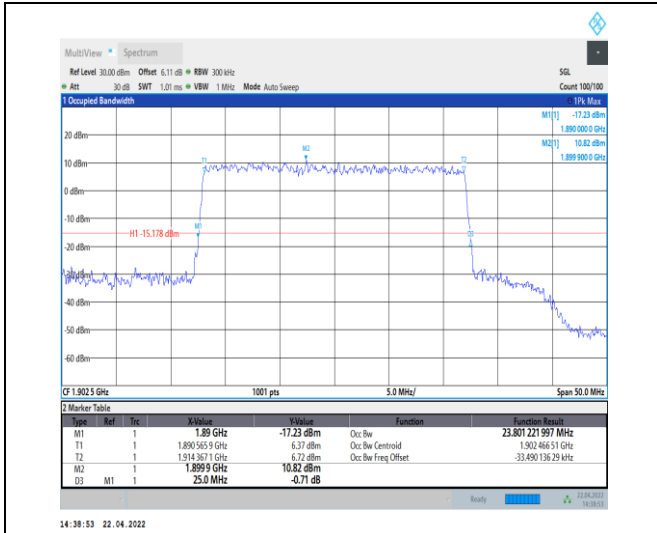 MultiView Spectrum
Ref Level 30.00 dBm Offset 6.11 dB RBW 300 kHz SGL
Att 30 dB SWT 1.01 ms VBW 1 MHz Mode Auto Sweep Count 100/100
1 Occupied Bandwidth 1Pk Max
M1[1] -17.23 dBm
1.890 000 0 GHz
M2[1] 10.82 dBm
1.899 900 0 GHz
20 dBm
M2
T1 T2
10 dBm
0 dBm
-10 dBm
M1
H1 -15.178 dBm
D3
-20 dBm
-30 dBm
-40 dBm
-50 dBm
-60 dBm
CF 1.902 5 GHz 1001 pts 5.0 MHz/ Span 50.0 MHz
2 Marker Table
Type Ref Trc X-Value Y-Value Function Function Result
M1 1 1.89 GHz -17.23 dBm Occ Bw 23.801 221 997 MHz
T1 1 1.890 565 9 GHz 6.37 dBm Occ Bw Centroid 1.902 466 51 GHz
T2 1 1.914 367 1 GHz 6.72 dBm Occ Bw Freq Offset -33.490 136 29 kHz
M2 1 1.899 9 GHz 10.82 dBm
D3 M1 1 25.0 MHz -0.71 dB
Ready 22.04.2022
14:38:53
14:38:53 22.04.2022